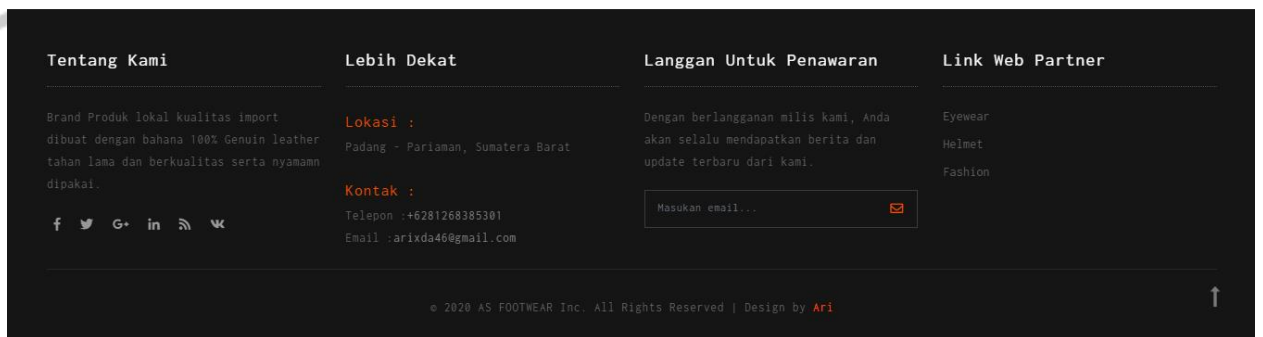 Tentang Kami
Brand Produk lokal kualitas import
dibuat dengan bahana 100% Genuin leather
tahan lama dan berkualitas serta nyamamn
dipakai.
Lebih Dekat
Lokasi :
Padang - Pariaman, Sumatera Barat
Kontak :
Telepon :+6281268385301
Email :arixda46@gmail.com
Langgan Untuk Penawaran
Dengan berlangganan milis kami, Anda
akan selalu mendapatkan berita dan
update terbaru dari kami.
Masukan email...
Link Web Partner
Eyewear
Helmet
Fashion
© 2020 AS FOOTWEAR Inc. All Rights Reserved | Design by Ari